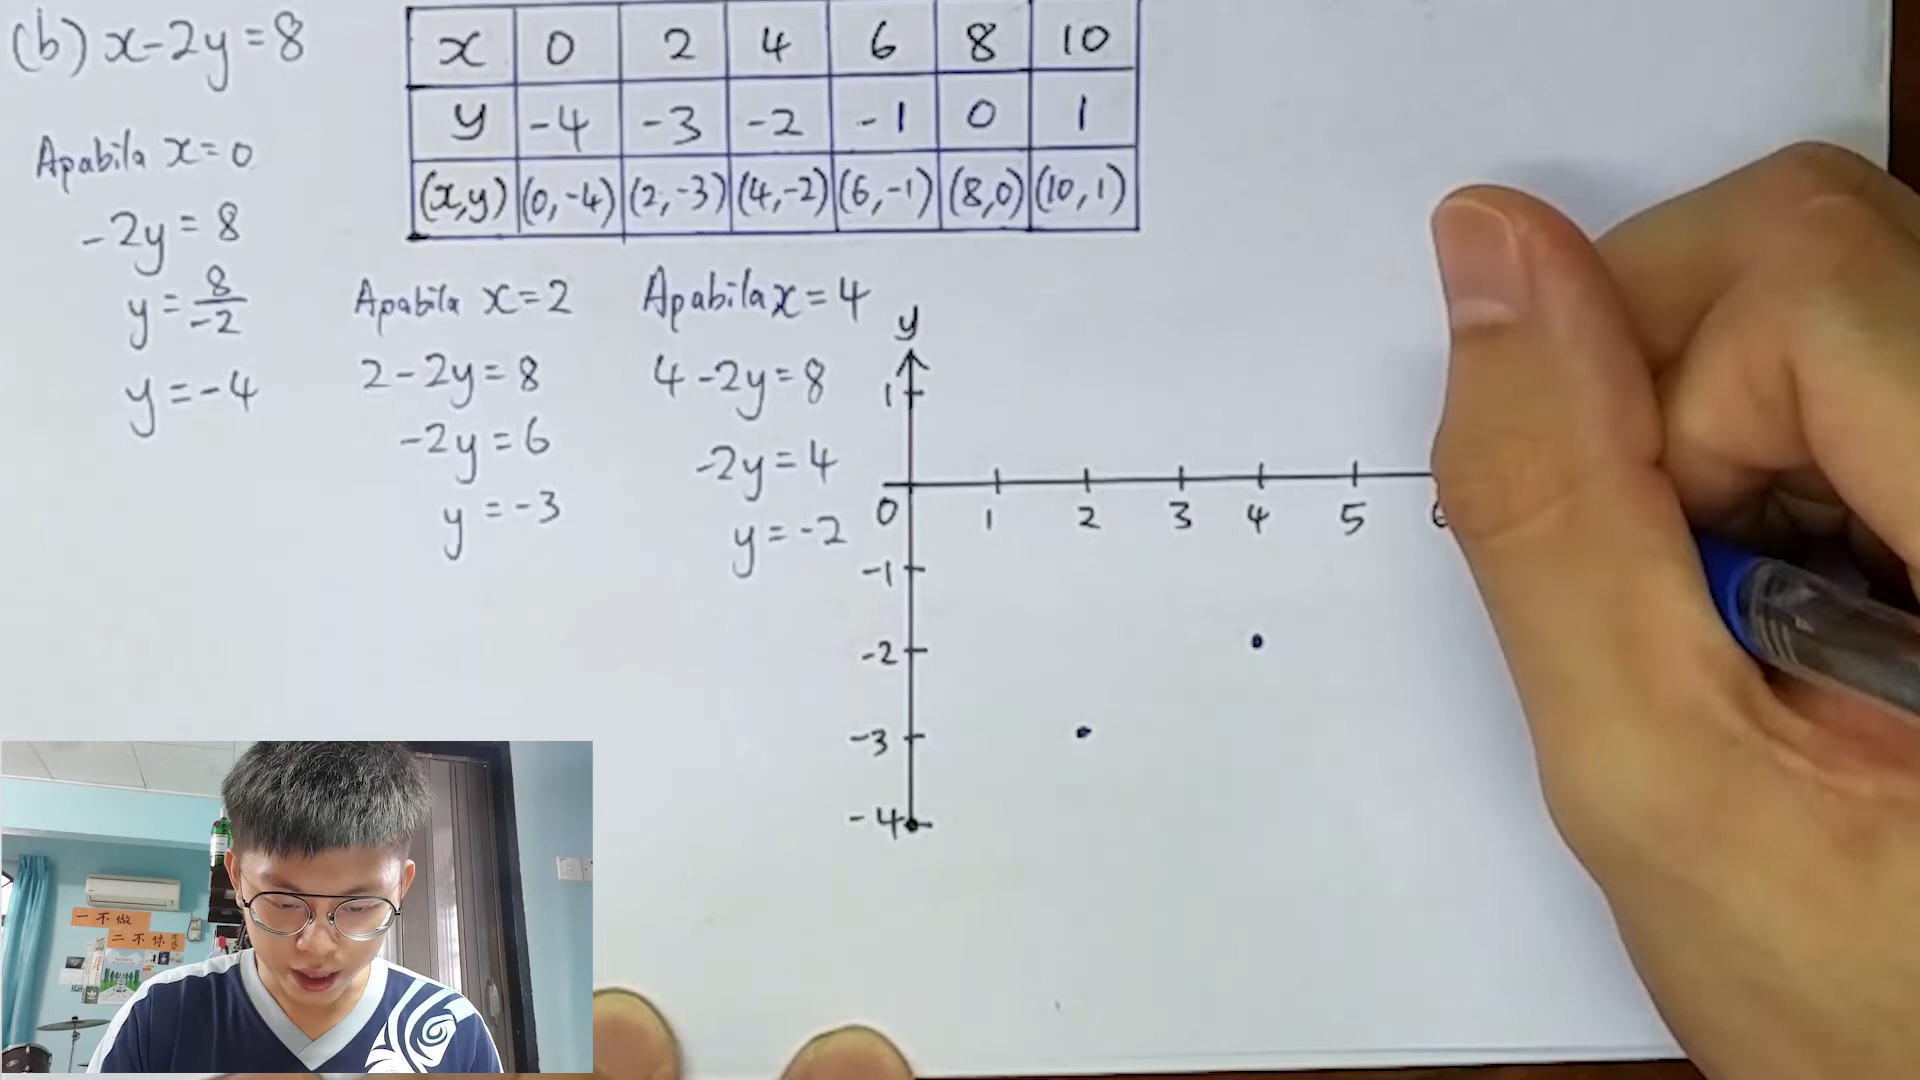 (b) x-2y=8
x 0 2 4 6 8 10
y -4 -3 -2 -1 0 1
(x,y) (0,-4) (2,-3) (4,-2) (6,-1) (8,0) (10,1)
Apabila x=0
-2y=8
y=8/-2
y=-4
Apabila x=2
2-2y=8
-2y=6
y=-3
Apabila x=4
4-2y=8
-2y=4
y=-2
y
1
0 1 2 3 4 5 6
-1
-2
-3
-4
一不做
二不休